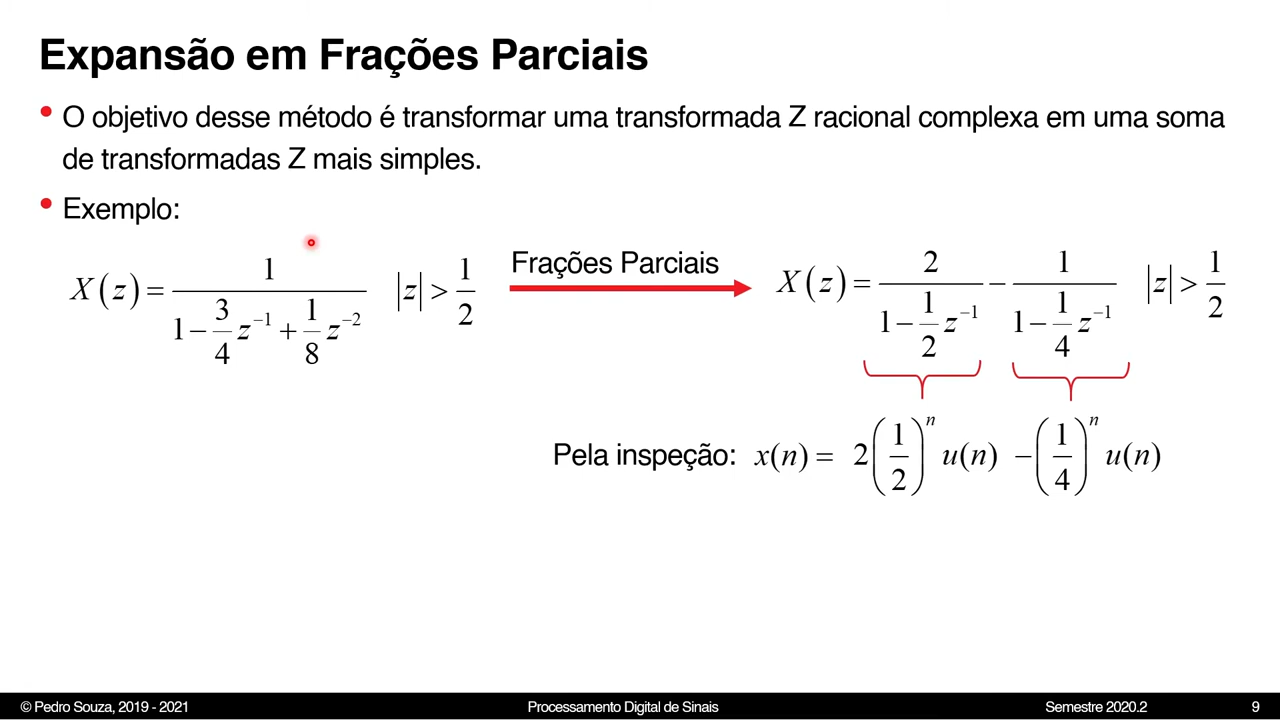 Expansão em Frações Parciais
• O objetivo desse método é transformar uma transformada Z racional complexa em uma soma
de transformadas Z mais simples.
• Exemplo:
X(z) = 1 / (1 − 3/4 z⁻¹ + 1/8 z⁻²)   |z| > 1/2
Frações Parciais
X(z) = 2 / (1 − 1/2 z⁻¹) − 1 / (1 − 1/4 z⁻¹)   |z| > 1/2
Pela inspeção: x(n) = 2(1/2)ⁿ u(n) −(1/4)ⁿ u(n)
© Pedro Souza, 2019 - 2021
Processamento Digital de Sinais
Semestre 2020.2
9